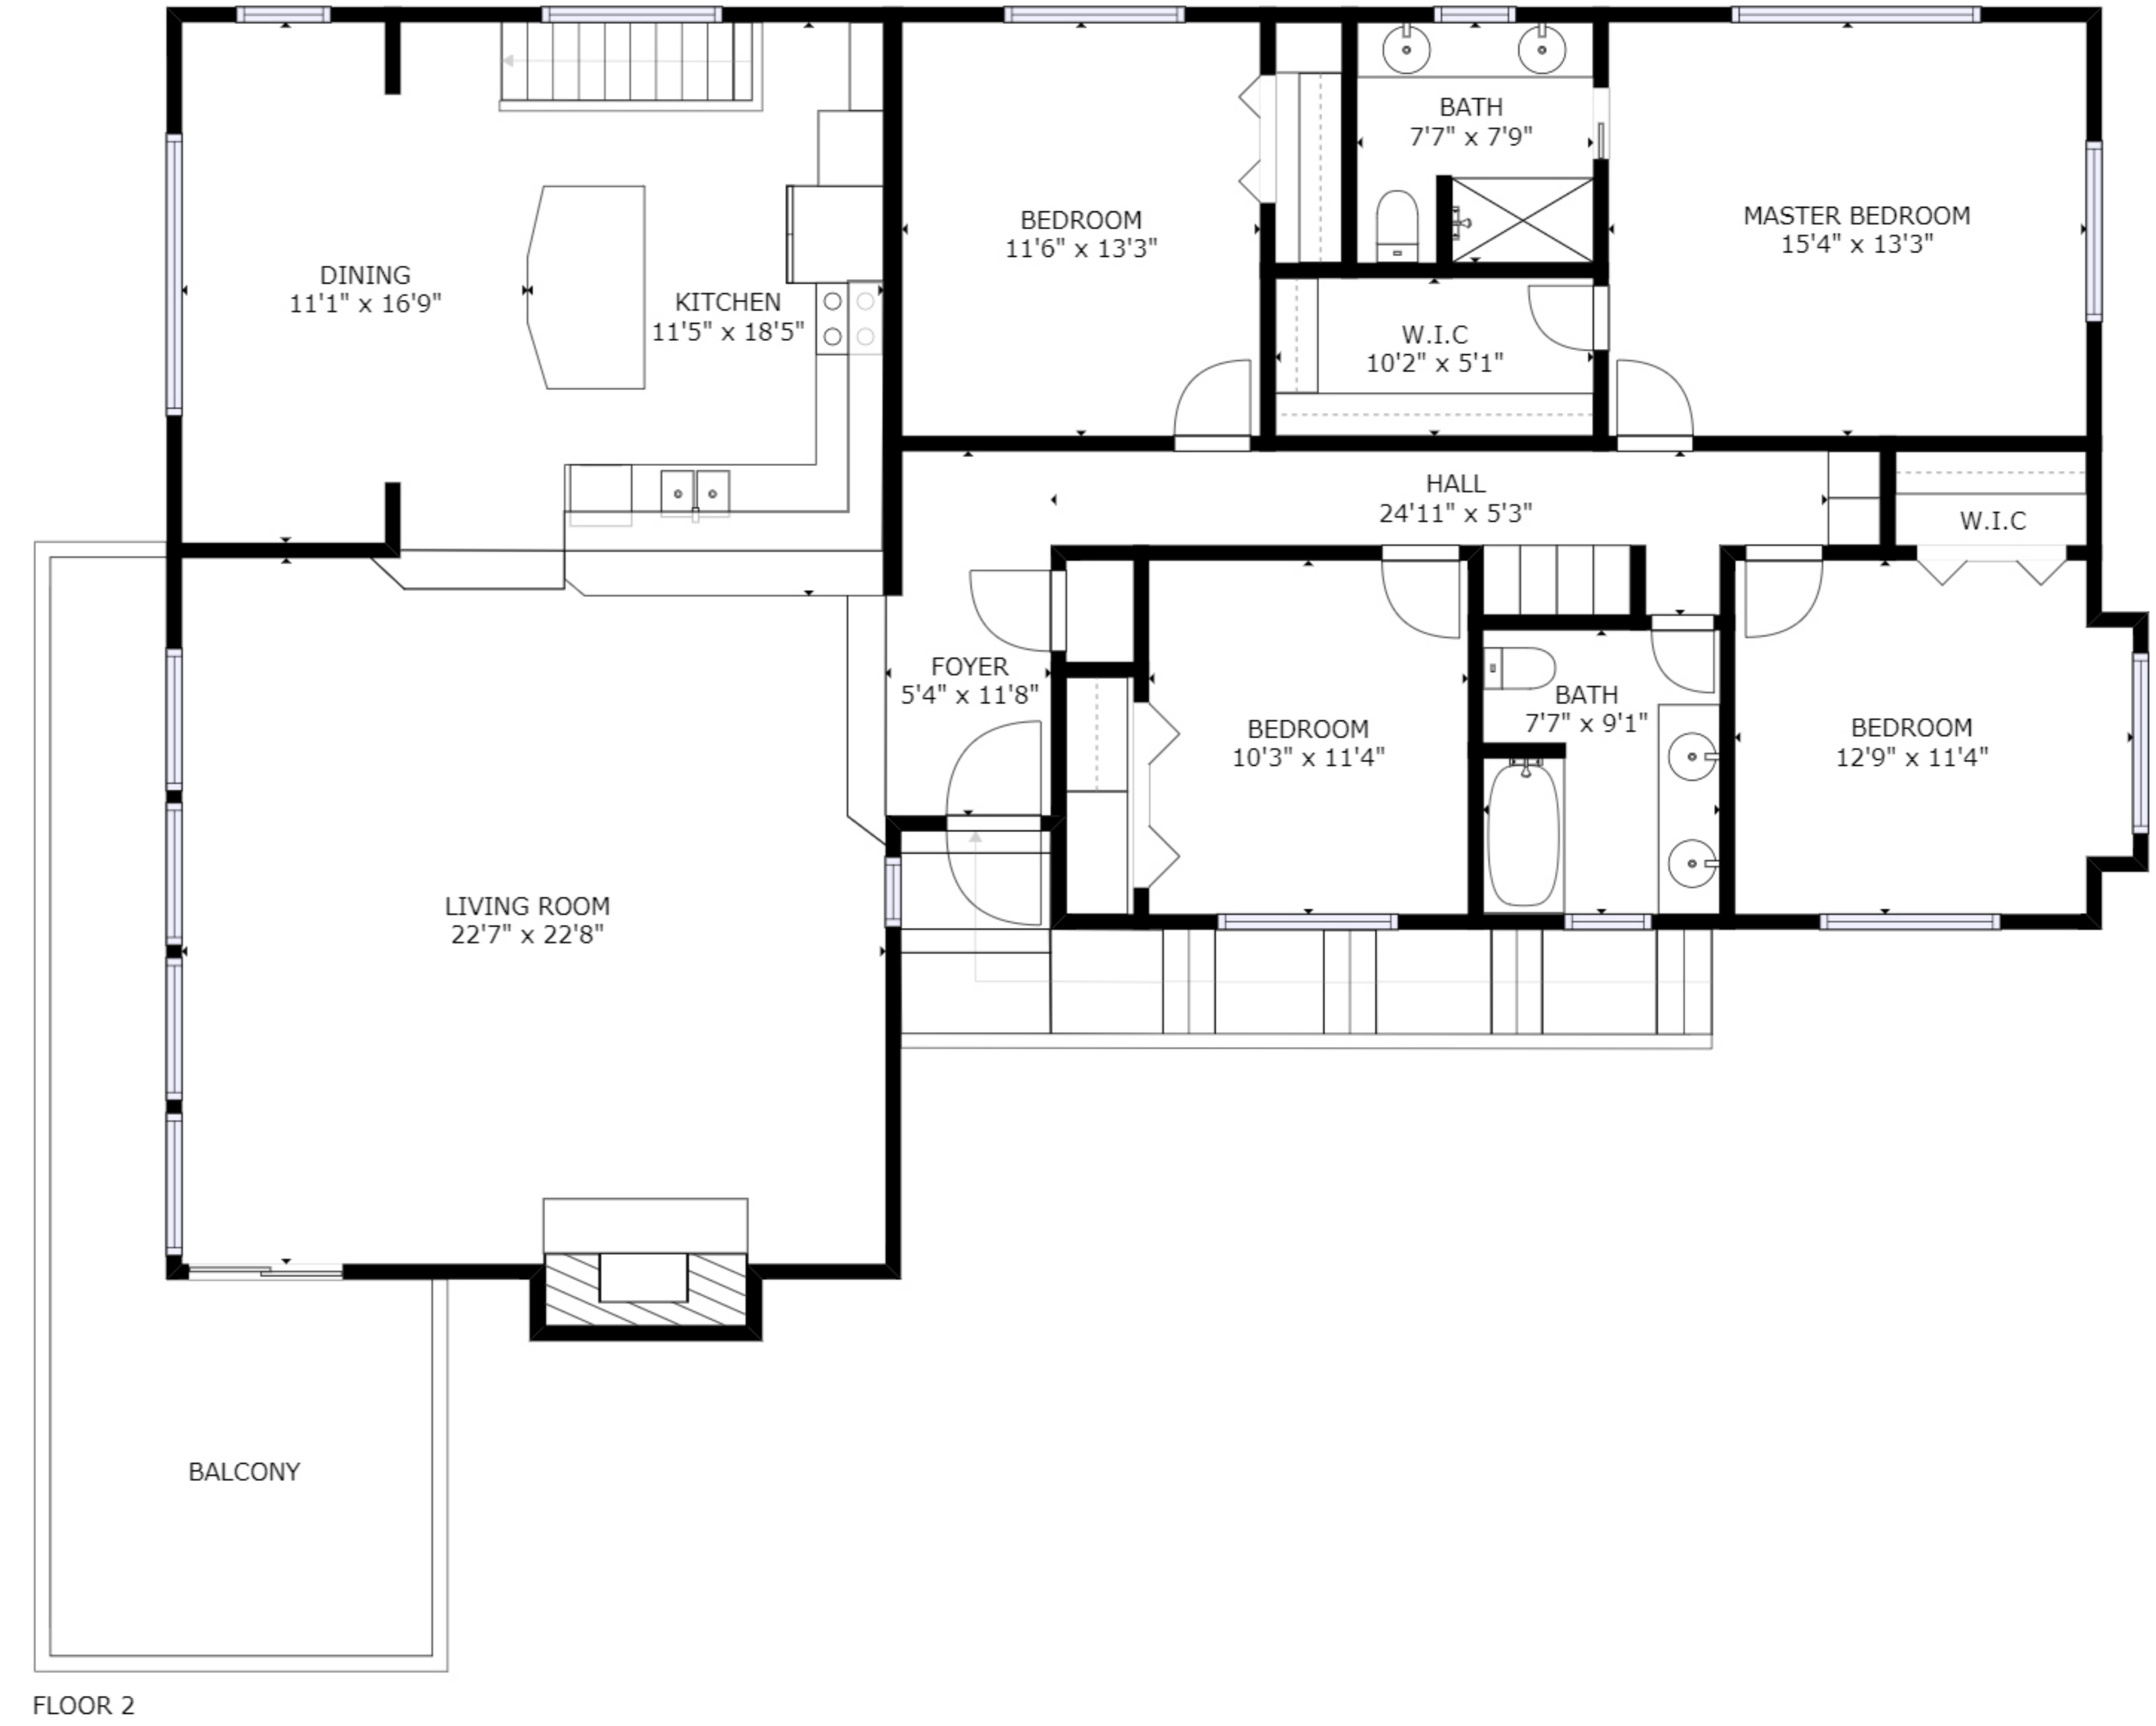 DINING
11'1" x 16'9"
KITCHEN
11'5" x 18'5"
BEDROOM
11'6" x 13'3"
BATH
7'7" x 7'9"
MASTER BEDROOM
15'4" x 13'3"
W.I.C
10'2" x 5'1"
HALL
24'11" x 5'3"
W.I.C
FOYER
5'4" x 11'8"
BEDROOM
10'3" x 11'4"
BATH
7'7" x 9'1"
BEDROOM
12'9" x 11'4"
LIVING ROOM
22'7" x 22'8"
BALCONY
FLOOR 2